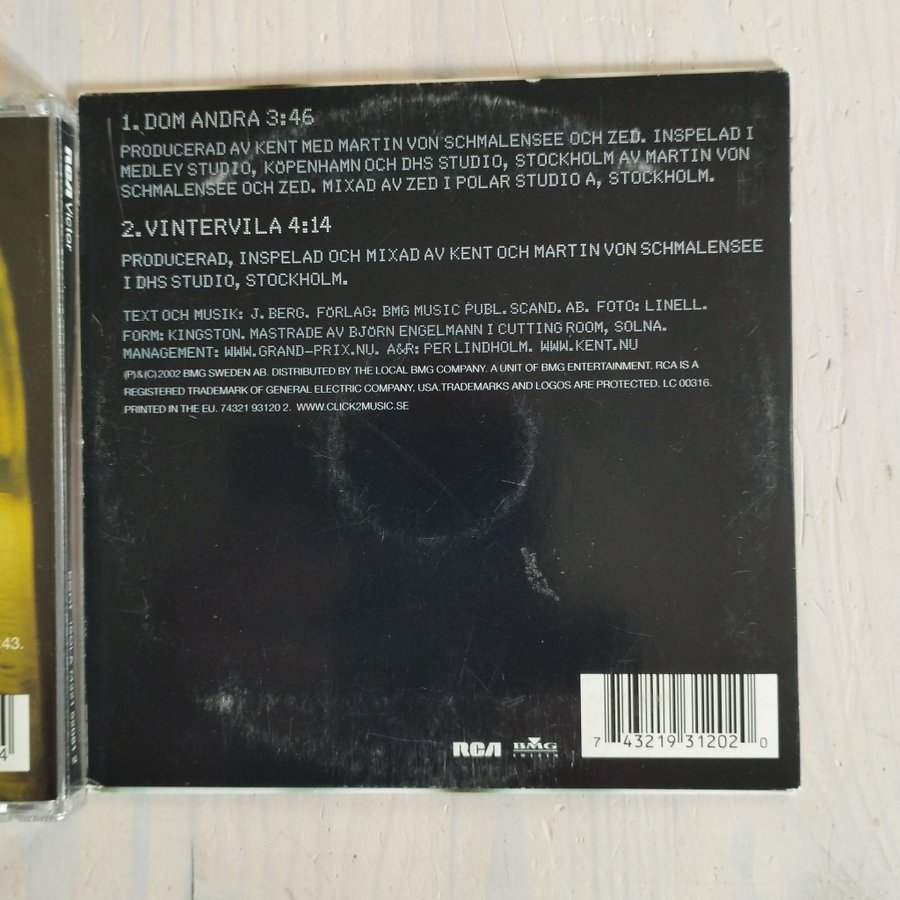 1. DOM ANDRA 3:46
PRODUCERAD AV KENT MED MARTIN VON SCHMALENSEE OCH ZED. INSPELAD I
MEDLEY STUDIO, KÖPENHAMN OCH DHS STUDIO, STOCKHOLM AV MARTIN VON
SCHMALENSEE OCH ZED. MIXAD AV ZED I POLAR STUDIO A, STOCKHOLM.
2. VINTERVILA 4:14
PRODUCERAD, INSPELAD OCH MIXAD AV KENT OCH MARTIN VON SCHMALENSEE
I DHS STUDIO, STOCKHOLM.
TEXT OCH MUSIK: J. BERG. FÖRLAG: BMG MUSIC PUBL. SCAND. AB. FOTO: LINELL.
FORM: KINGSTON. MASTRADE AV BJÖRN ENGELMANN I CUTTING ROOM, SOLNA.
MANAGEMENT: WWW.GRAND-PRIX.NU. A&R: PER LINDHOLM. WWW.KENT.NU
(P)&(C)2002 BMG SWEDEN AB. DISTRIBUTED BY THE LOCAL BMG COMPANY. A UNIT OF BMG ENTERTAINMENT. RCA IS A
REGISTERED TRADEMARK OF GENERAL ELECTRIC COMPANY, USA. TRADEMARKS AND LOGOS ARE PROTECTED. LC 00316.
PRINTED IN THE EU. 74321 93120 2. WWW.CLICK2MUSIC.SE
RCA BMG
SWEDEN
7 43219 31202 0
RCA Victor
:43.
4